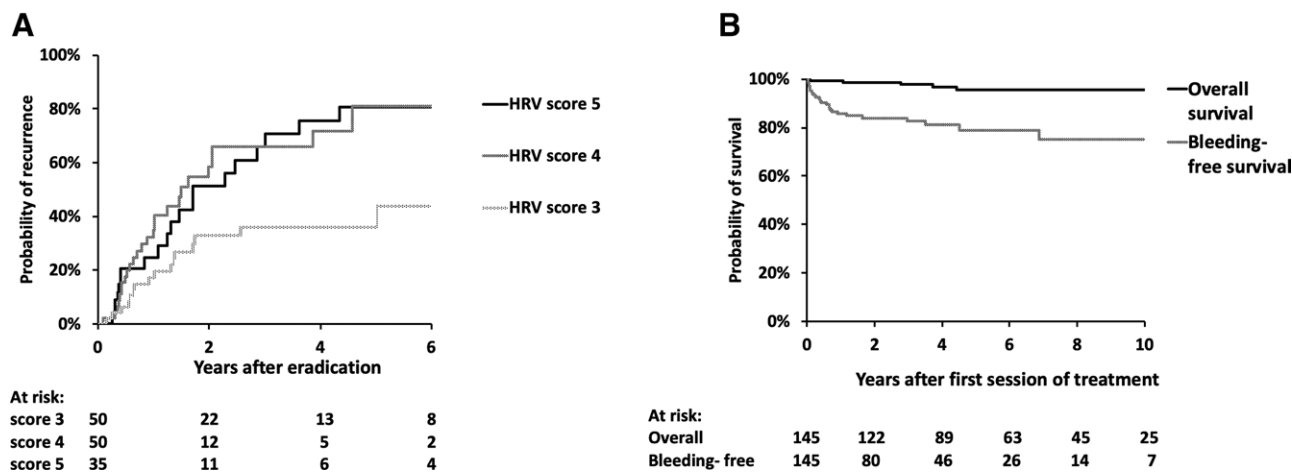 A
Probability of recurrence
100%
80%
60%
40%
20%
0%
0 2 4 6
Years after eradication
HRV score 5
HRV score 4
HRV score 3
At risk:
score 3 50 22 13 8
score 4 50 12 5 2
score 5 35 11 6 4
B
Probability of survival
100%
80%
60%
40%
20%
0%
0 2 4 6 8 10
Years after first session of treatment
Overall
survival
Bleeding-
free survival
At risk:
Overall 145 122 89 63 45 25
Bleeding- free 145 80 46 26 14 7